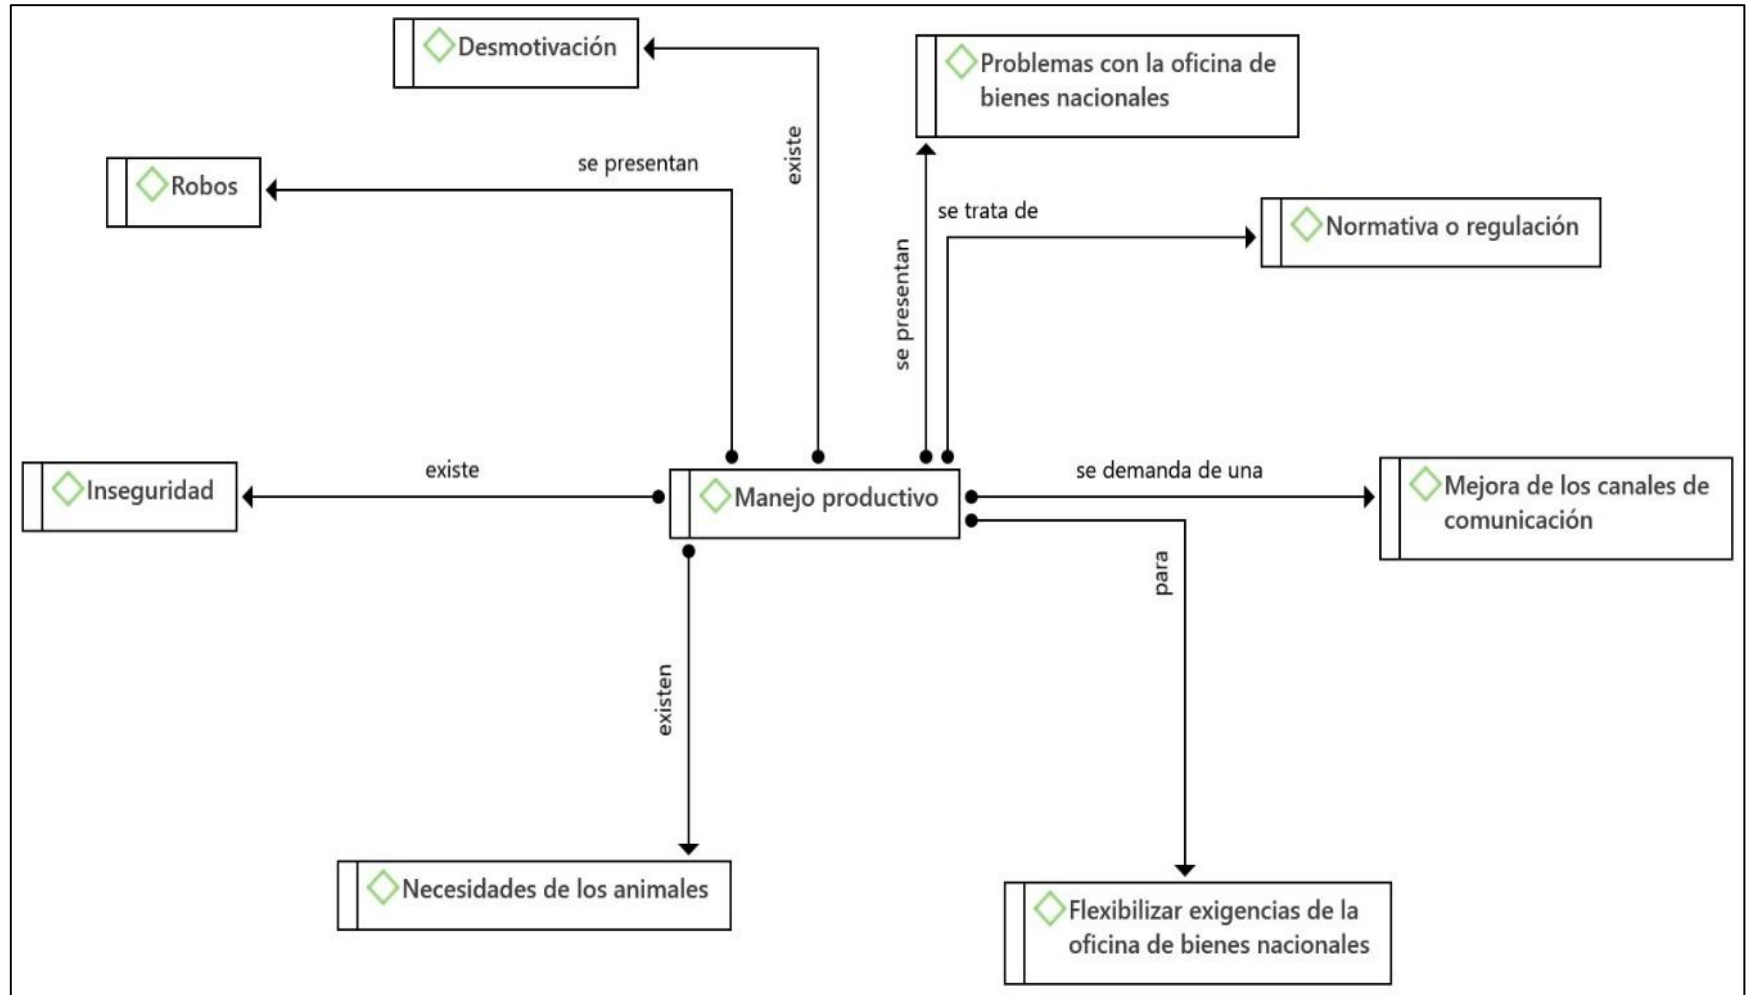 Desmotivación
Problemas con la oficina de
bienes nacionales
existe
se presentan
Robos
se trata de
Normativa o regulación
se presentan
existe
Inseguridad
Manejo productivo
se demanda de una
Mejora de los canales de
comunicación
para
existen
Necesidades de los animales
Flexibilizar exigencias de la
oficina de bienes nacionales